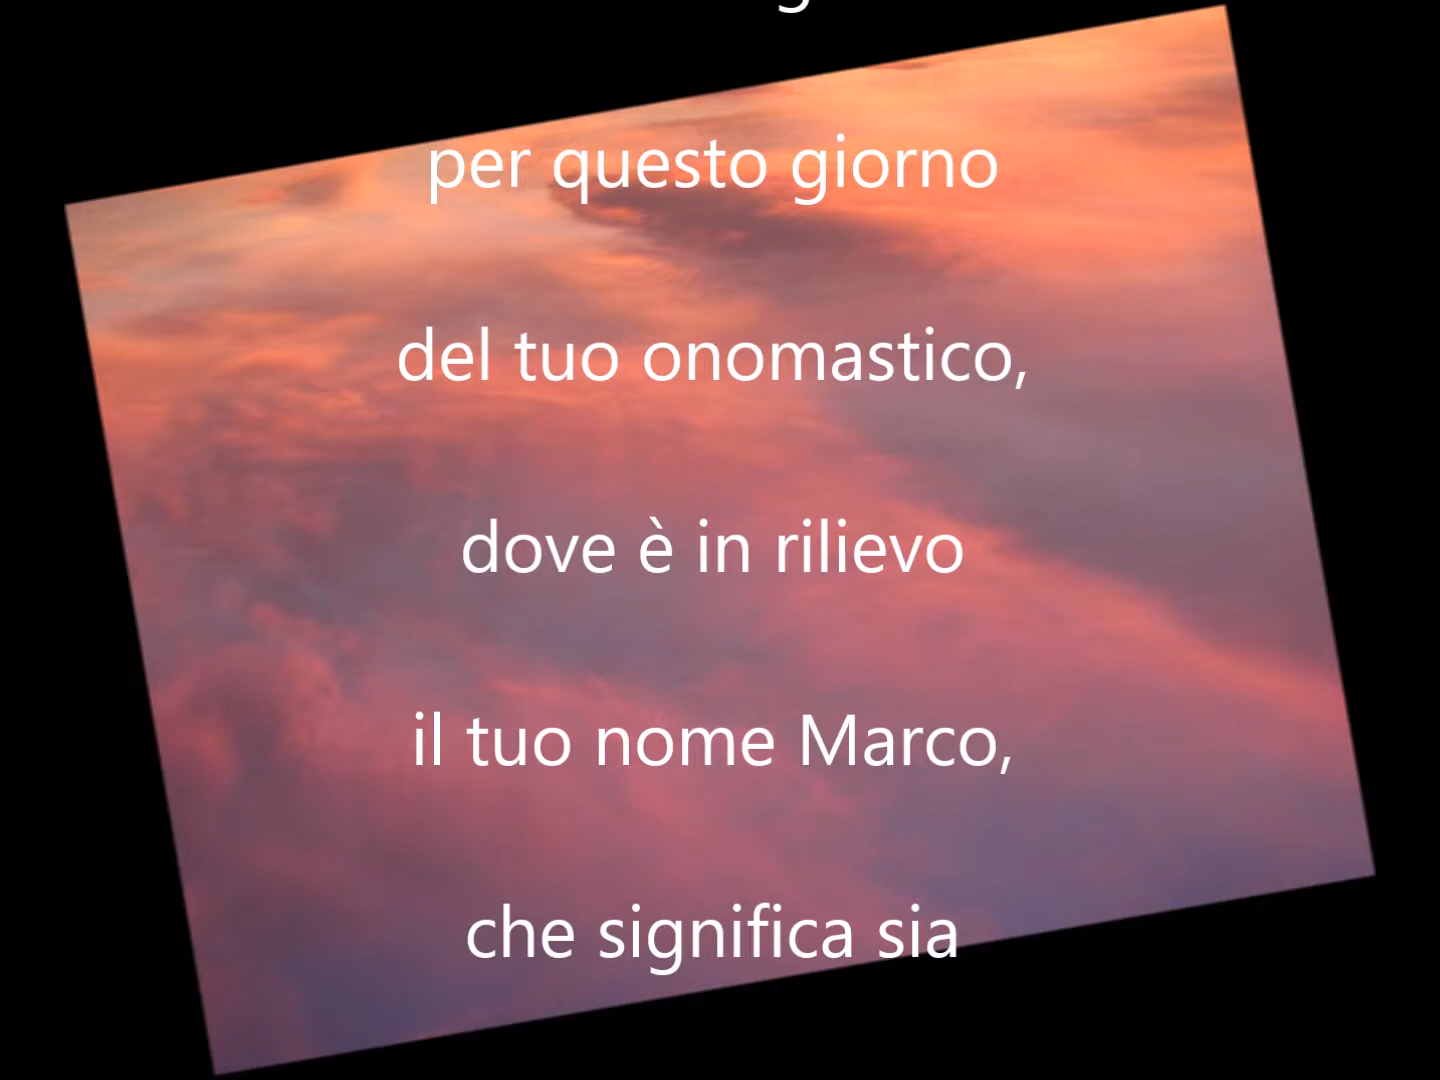 per questo giorno
del tuo onomastico,
dove è in rilievo
il tuo nome Marco,
che significa sia